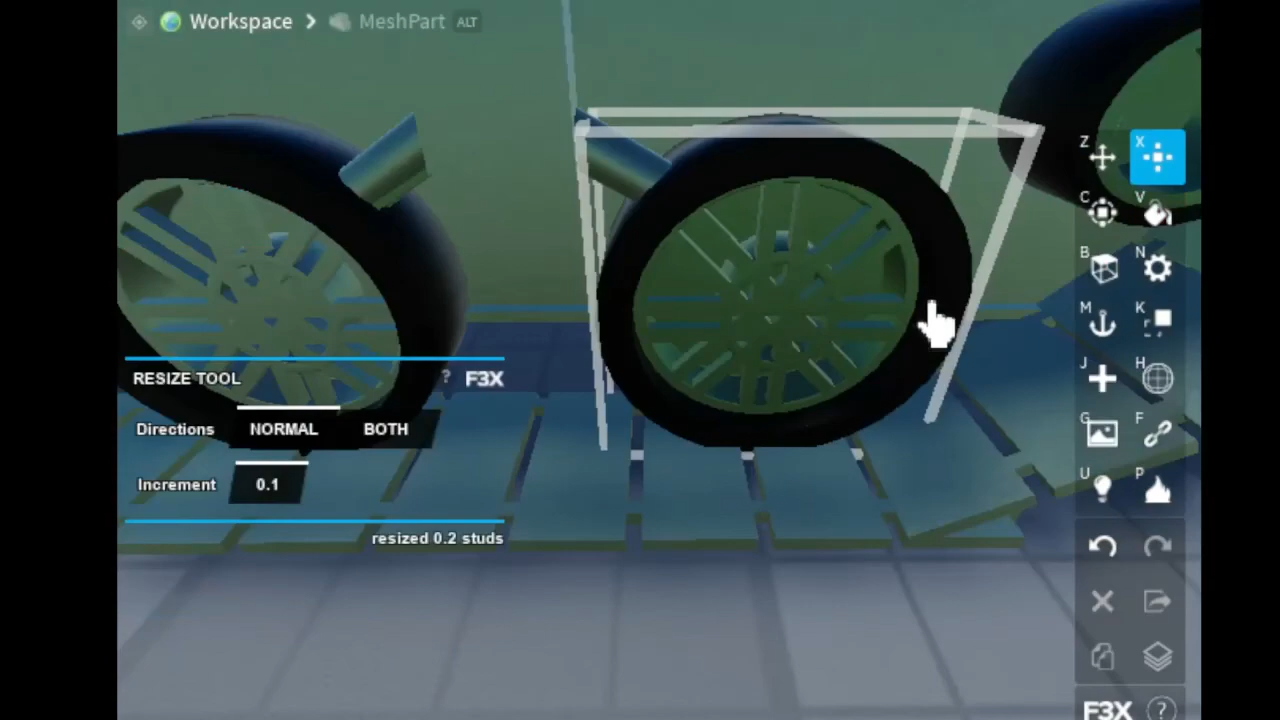 Workspace > MeshPart ALT
Z X
C V
B N
M K
J H
G F
U P
RESIZE TOOL ? F3X
Directions NORMAL BOTH
Increment 0.1
resized 0.2 studs
F3X ?